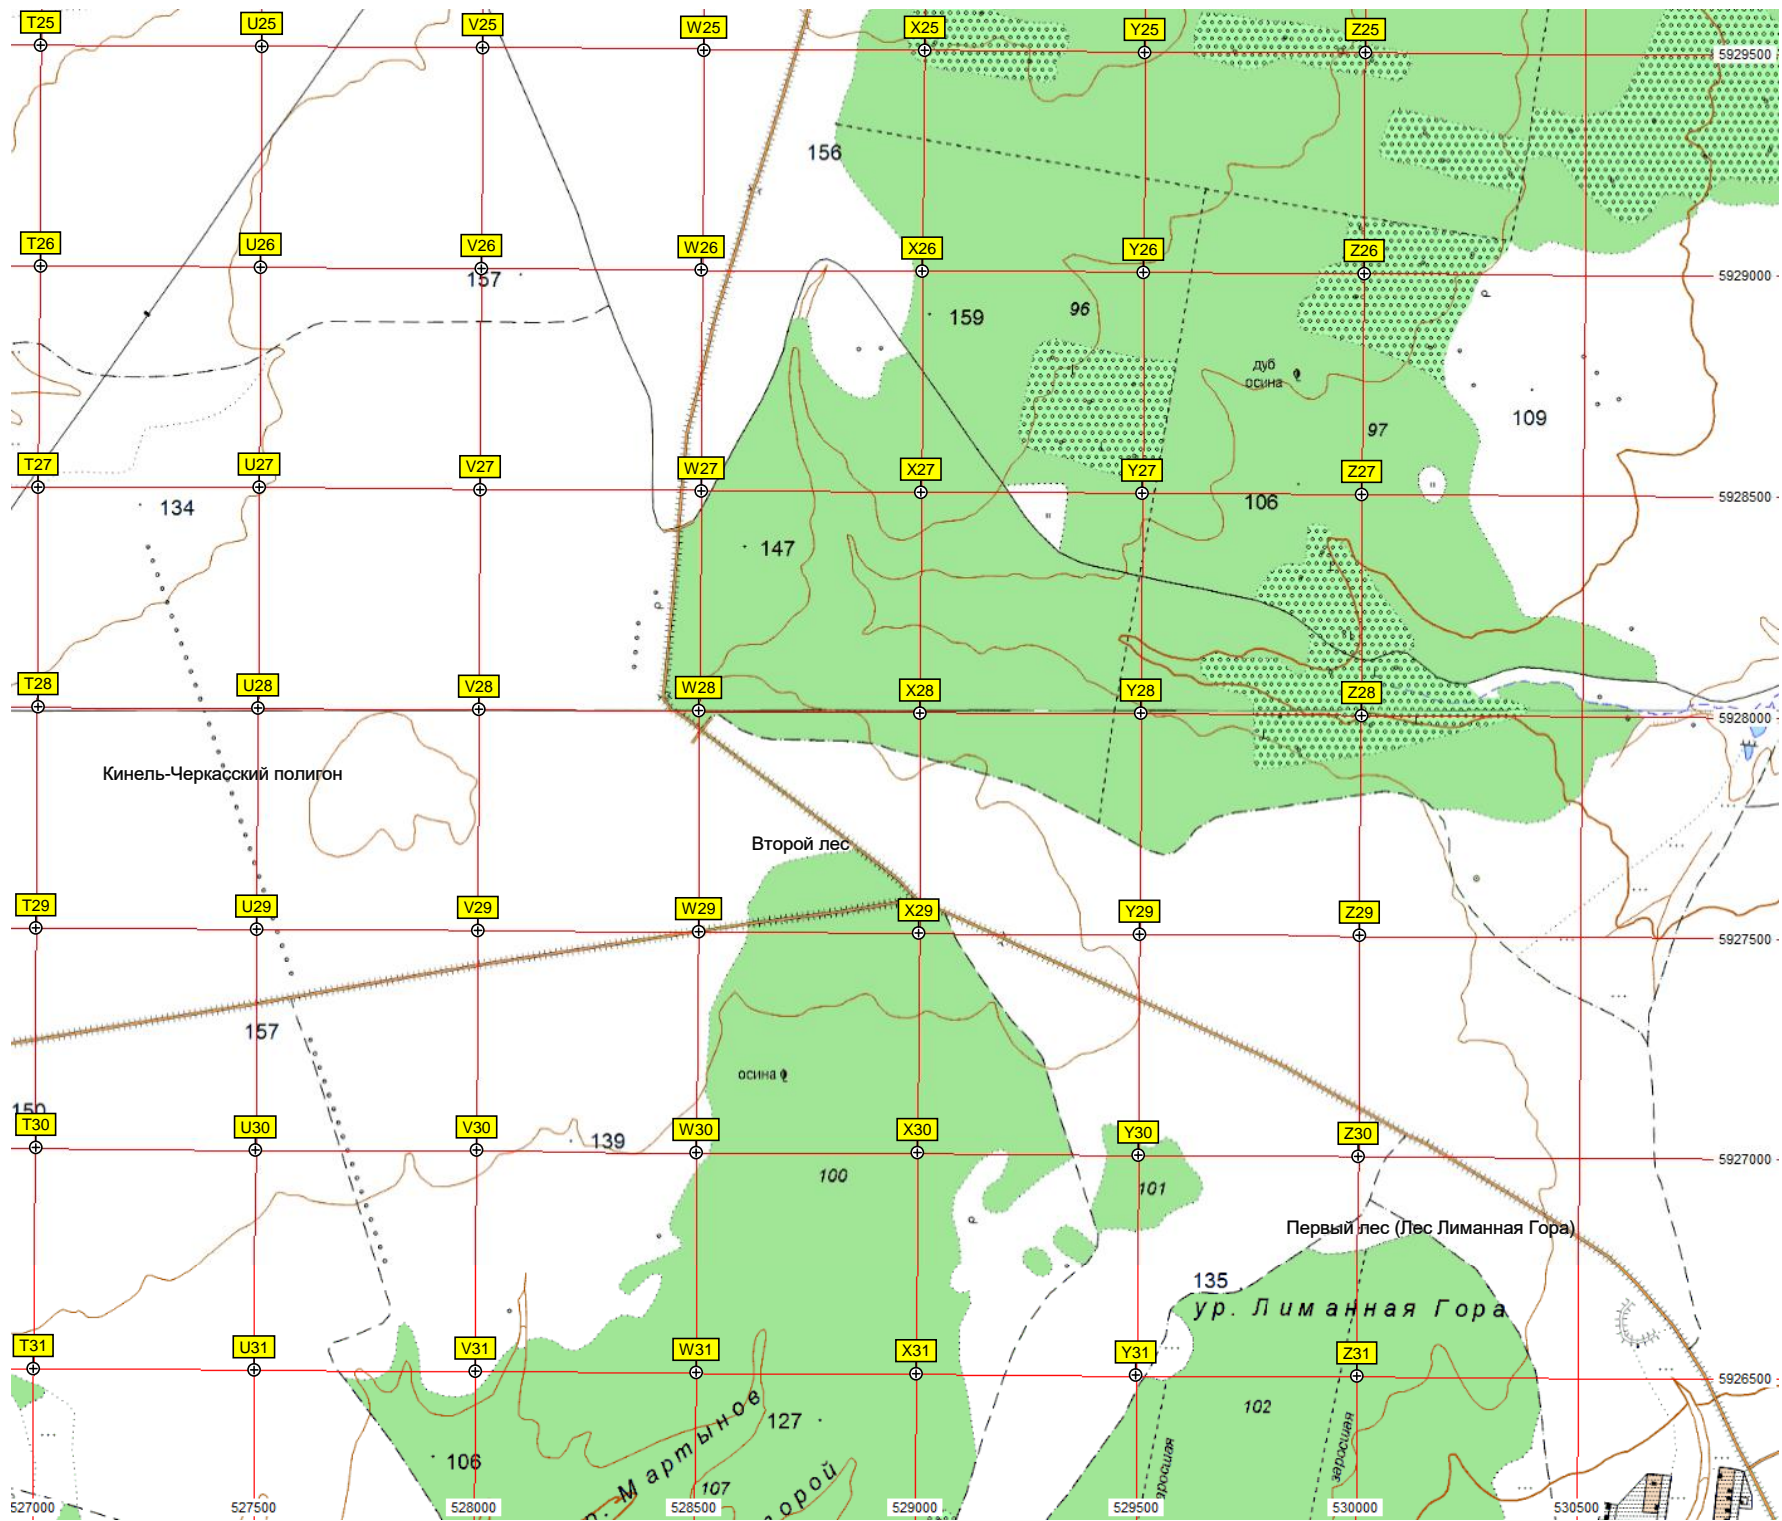 T25 U25 V25 W25 X25 Y25 Z25
5929500
156
T26 U26 V26 W26 X26 Y26 Z26
157
5929000
159 96
дуб
осина
109
97
T27 U27 V27 W27 X27 Y27 Z27
134 106
5928500
147
T28 U28 V28 W28 X28 Y28 Z28
5928000
Кинель-Черкасский полигон
Второй лес
T29 U29 V29 W29 X29 Y29 Z29
5927500
157
осина
150
T30 U30 V30 W30 X30 Y30 Z30
139
5927000
100 101
Первый лес (Лес Лиманная Гора)
135
ур. Лиманная Гора
T31 U31 V31 W31 X31 Y31 Z31
5926500
102
127
Мартынов
106
107
орой
заросшая
аросшая
527000 527500 528000 528500 529000 529500 530000 530500